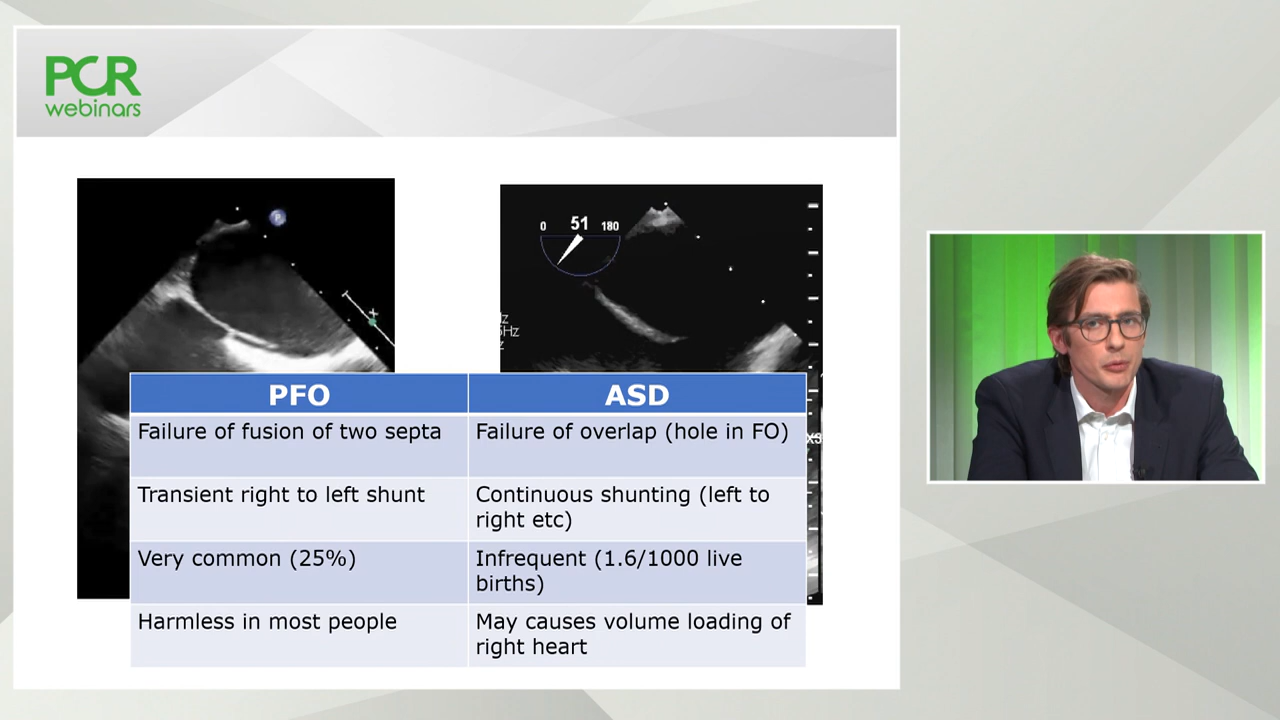 PCR
webinars
P
0 51 180
X
Hz
PFO
ASD
Failure of fusion of two septa
Failure of overlap (hole in FO)
Transient right to left shunt
Continuous shunting (left to
right etc)
Very common (25%)
Infrequent (1.6/1000 live
births)
Harmless in most people
May causes volume loading of
right heart